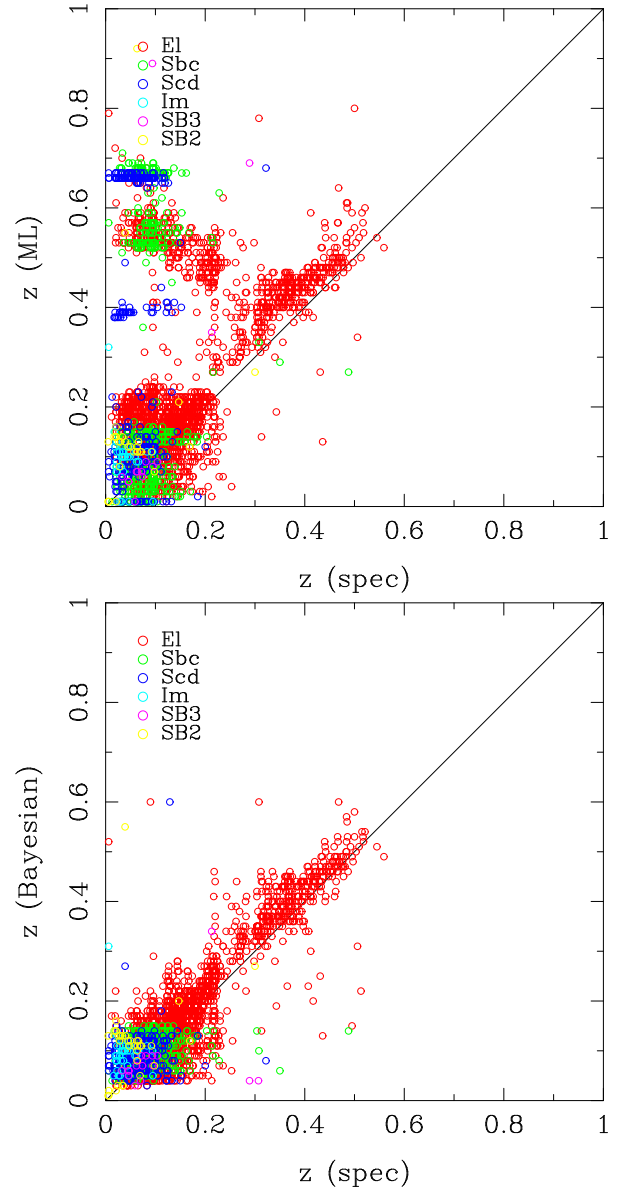 1
0.8
0.6
0.4
0.2
0
z (ML)
El
Sbc
Scd
Im
SB3
SB2
0 0.2 0.4 0.6 0.8 1
z (spec)
1
0.8
0.6
0.4
0.2
0
z (Bayesian)
El
Sbc
Scd
Im
SB3
SB2
0 0.2 0.4 0.6 0.8 1
z (spec)